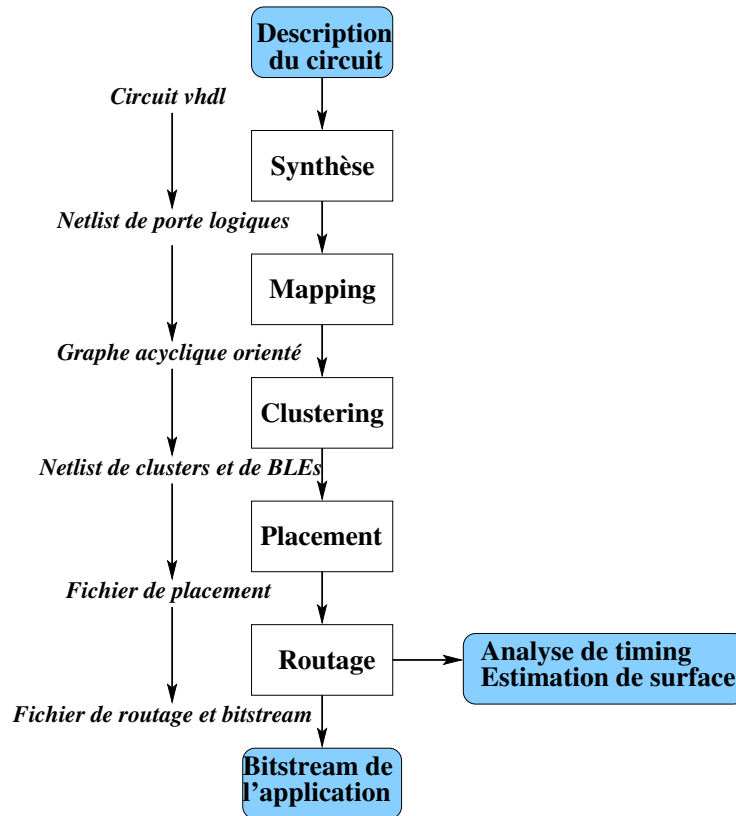 Description
du circuit
Circuit vhdl
Synthèse
Netlist de porte logiques
Mapping
Graphe acyclique orienté
Clustering
Netlist de clusters et de BLEs
Placement
Fichier de placement
Routage
Analyse de timing
Estimation de surface
Fichier de routage et bitstream
Bitstream de
l'application